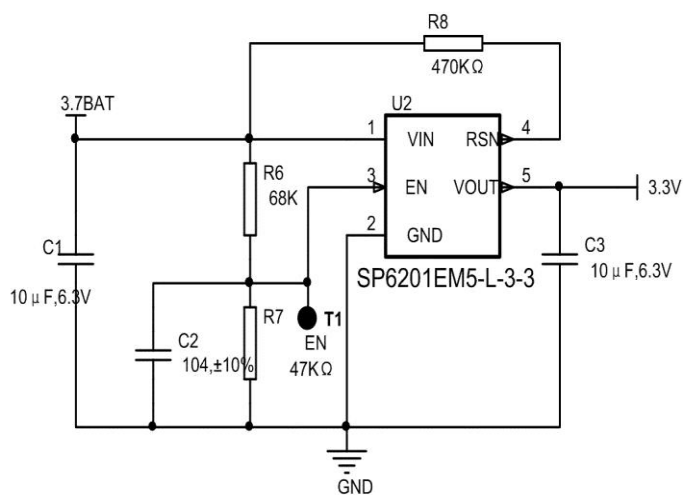 R8
470KΩ
3.7BAT
U2
1
VIN
RSN
4
R6
68K
3
EN
VOUT
5
3.3V
2
GND
C1
10μF,6.3V
SP6201EM5-L-3-3
C3
10μF,6.3V
R7
T1
C2
104,±10%
EN
47KΩ
GND